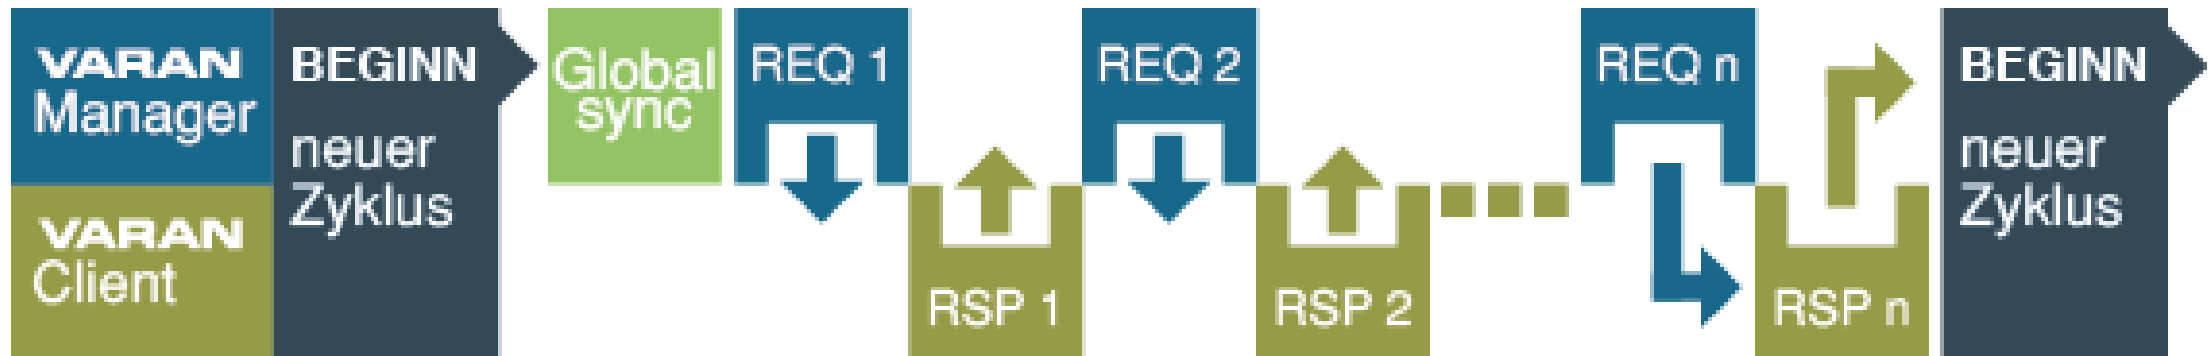 VARAN
Manager
VARAN
Client
BEGINN
neuer
Zyklus
Global
sync
REQ 1
RSP 1
REQ 2
RSP 2
REQ n
RSP n
BEGINN
neuer
Zyklus